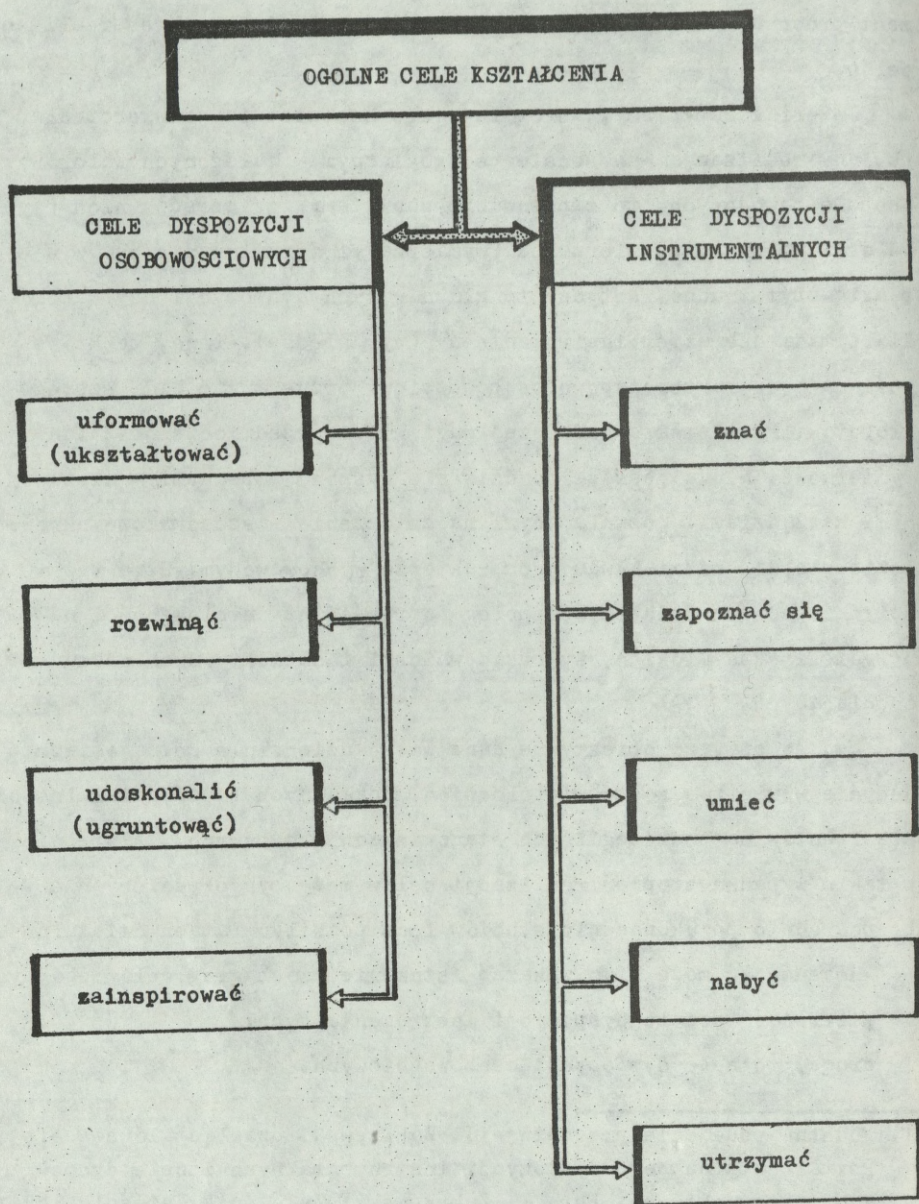 OGOLNE CELE KSZTAŁCENIA
CELE DYSPOZYCJI
OSOBOWOSCIOWYCH
CELE DYSPOZYCJI
INSTRUMENTALNYCH
uformować
(ukształtować)
rozwinąć
udoskonalić
(ugruntowąć)
zainspirować
znać
zapoznać się
umieć
nabyć
utrzymać